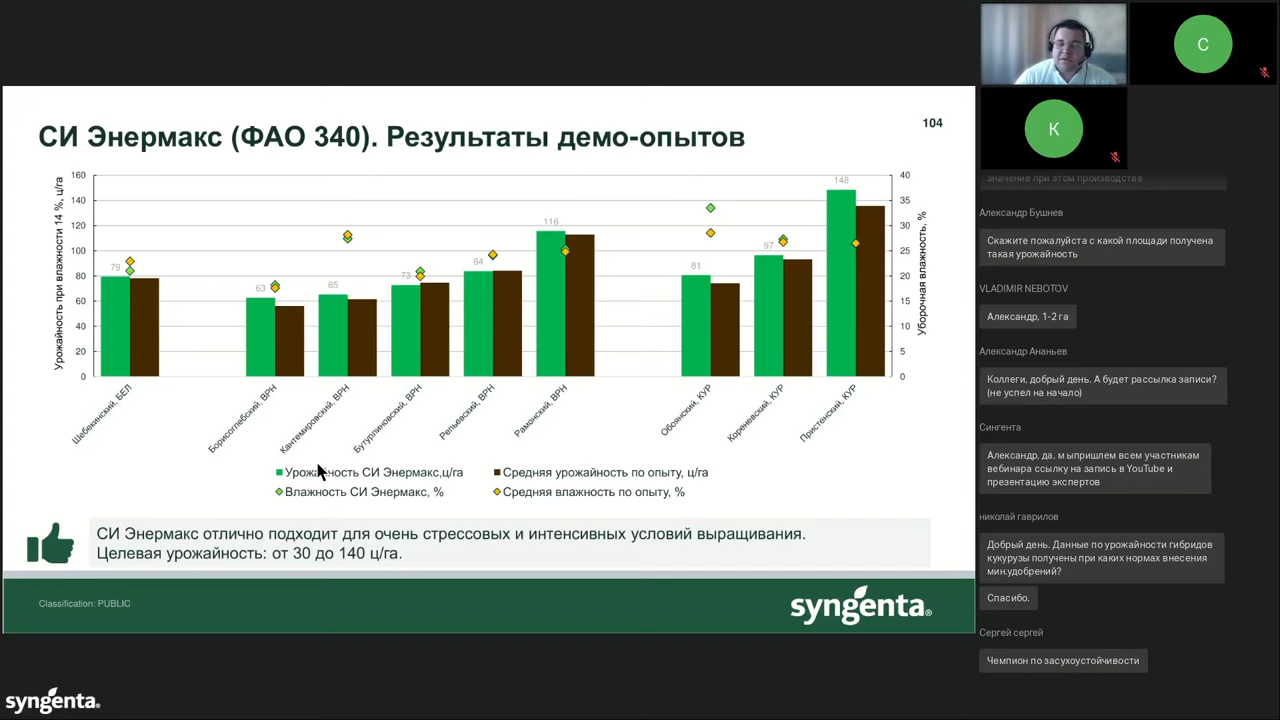 СИ Энермакс (ФАО 340). Результаты демо-опытов
104
Урожайность при влажности 14 %, ц/га
160
140
120
100
80
60
40
20
0
79
63
65
73
84
116
81
97
148
40
35
30
25
20
15
10
5
0
Уборочная влажность, %
Шебекинский, БЕЛ
Борисоглебский, ВРН
Кантемировский, ВРН
Бутурлиновский, ВРН
Репьевский, ВРН
Рамонский, ВРН
Обоянский, КУР
Кореневский, КУР
Пристенский, КУР
Урожайность СИ Энермакс,ц/га
Средняя урожайность по опыту, ц/га
Влажность СИ Энермакс, %
Средняя влажность по опыту, %
СИ Энермакс отлично подходит для очень стрессовых и интенсивных условий выращивания.
Целевая урожайность: от 30 до 140 ц/га.
Classification: PUBLIC
syngenta®
syngenta.
С
К
значение при этом производстве
Александр Бушнев
Скажите пожалуйста с какой площади получена
такая урожайность
VLADIMIR NEBOTOV
Александр, 1-2 га
Александр Ананьев
Коллеги, добрый день. А будет рассылка записи?
(не успел на начало)
Сингента
Александр, да. м ыпришлем всем участникам
вебинара ссылку на запись в YouTube и
презентацию экспертов
николай гаврилов
Добрый день. Данные по урожайности гибридов
кукурузы получены при каких нормах внесения
мин.удобрений?
Спасибо.
Сергей сергей
Чемпион по засухоустойчивости